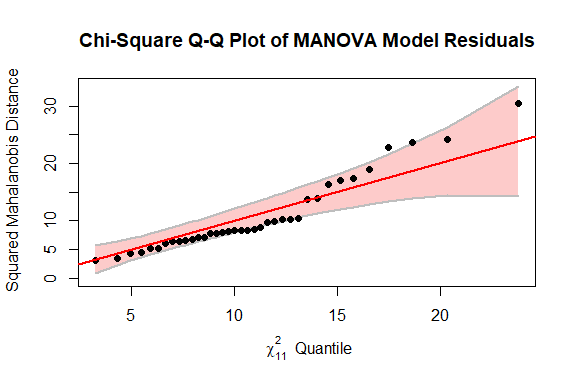 Chi-Square Q-Q Plot of MANOVA Model Residuals
Squared Mahalanobis Distance
30
20
10
5
0
5 10 15 20
χ²₁₁ Quantile